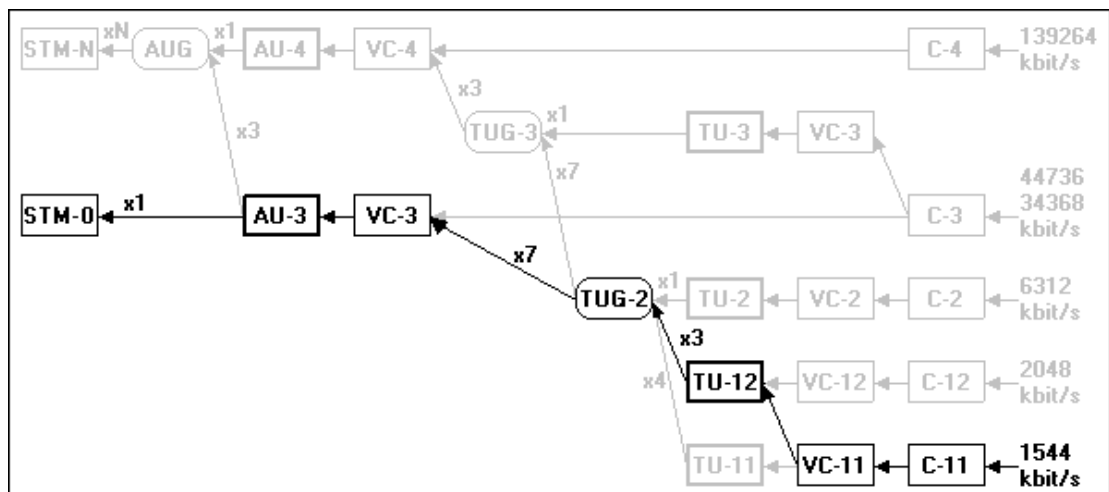 xN
x1
STM-N
AUG
AU-4
VC-4
C-4
139264
kbit/s
x3
x1
x3
TUG-3
TU-3
VC-3
x7
44736
34368
kbit/s
x1
STM-0
AU-3
VC-3
C-3
x7
x1
TUG-2
TU-2
VC-2
C-2
6312
kbit/s
x3
x4
TU-12
VC-12
C-12
2048
kbit/s
TU-11
VC-11
C-11
1544
kbit/s